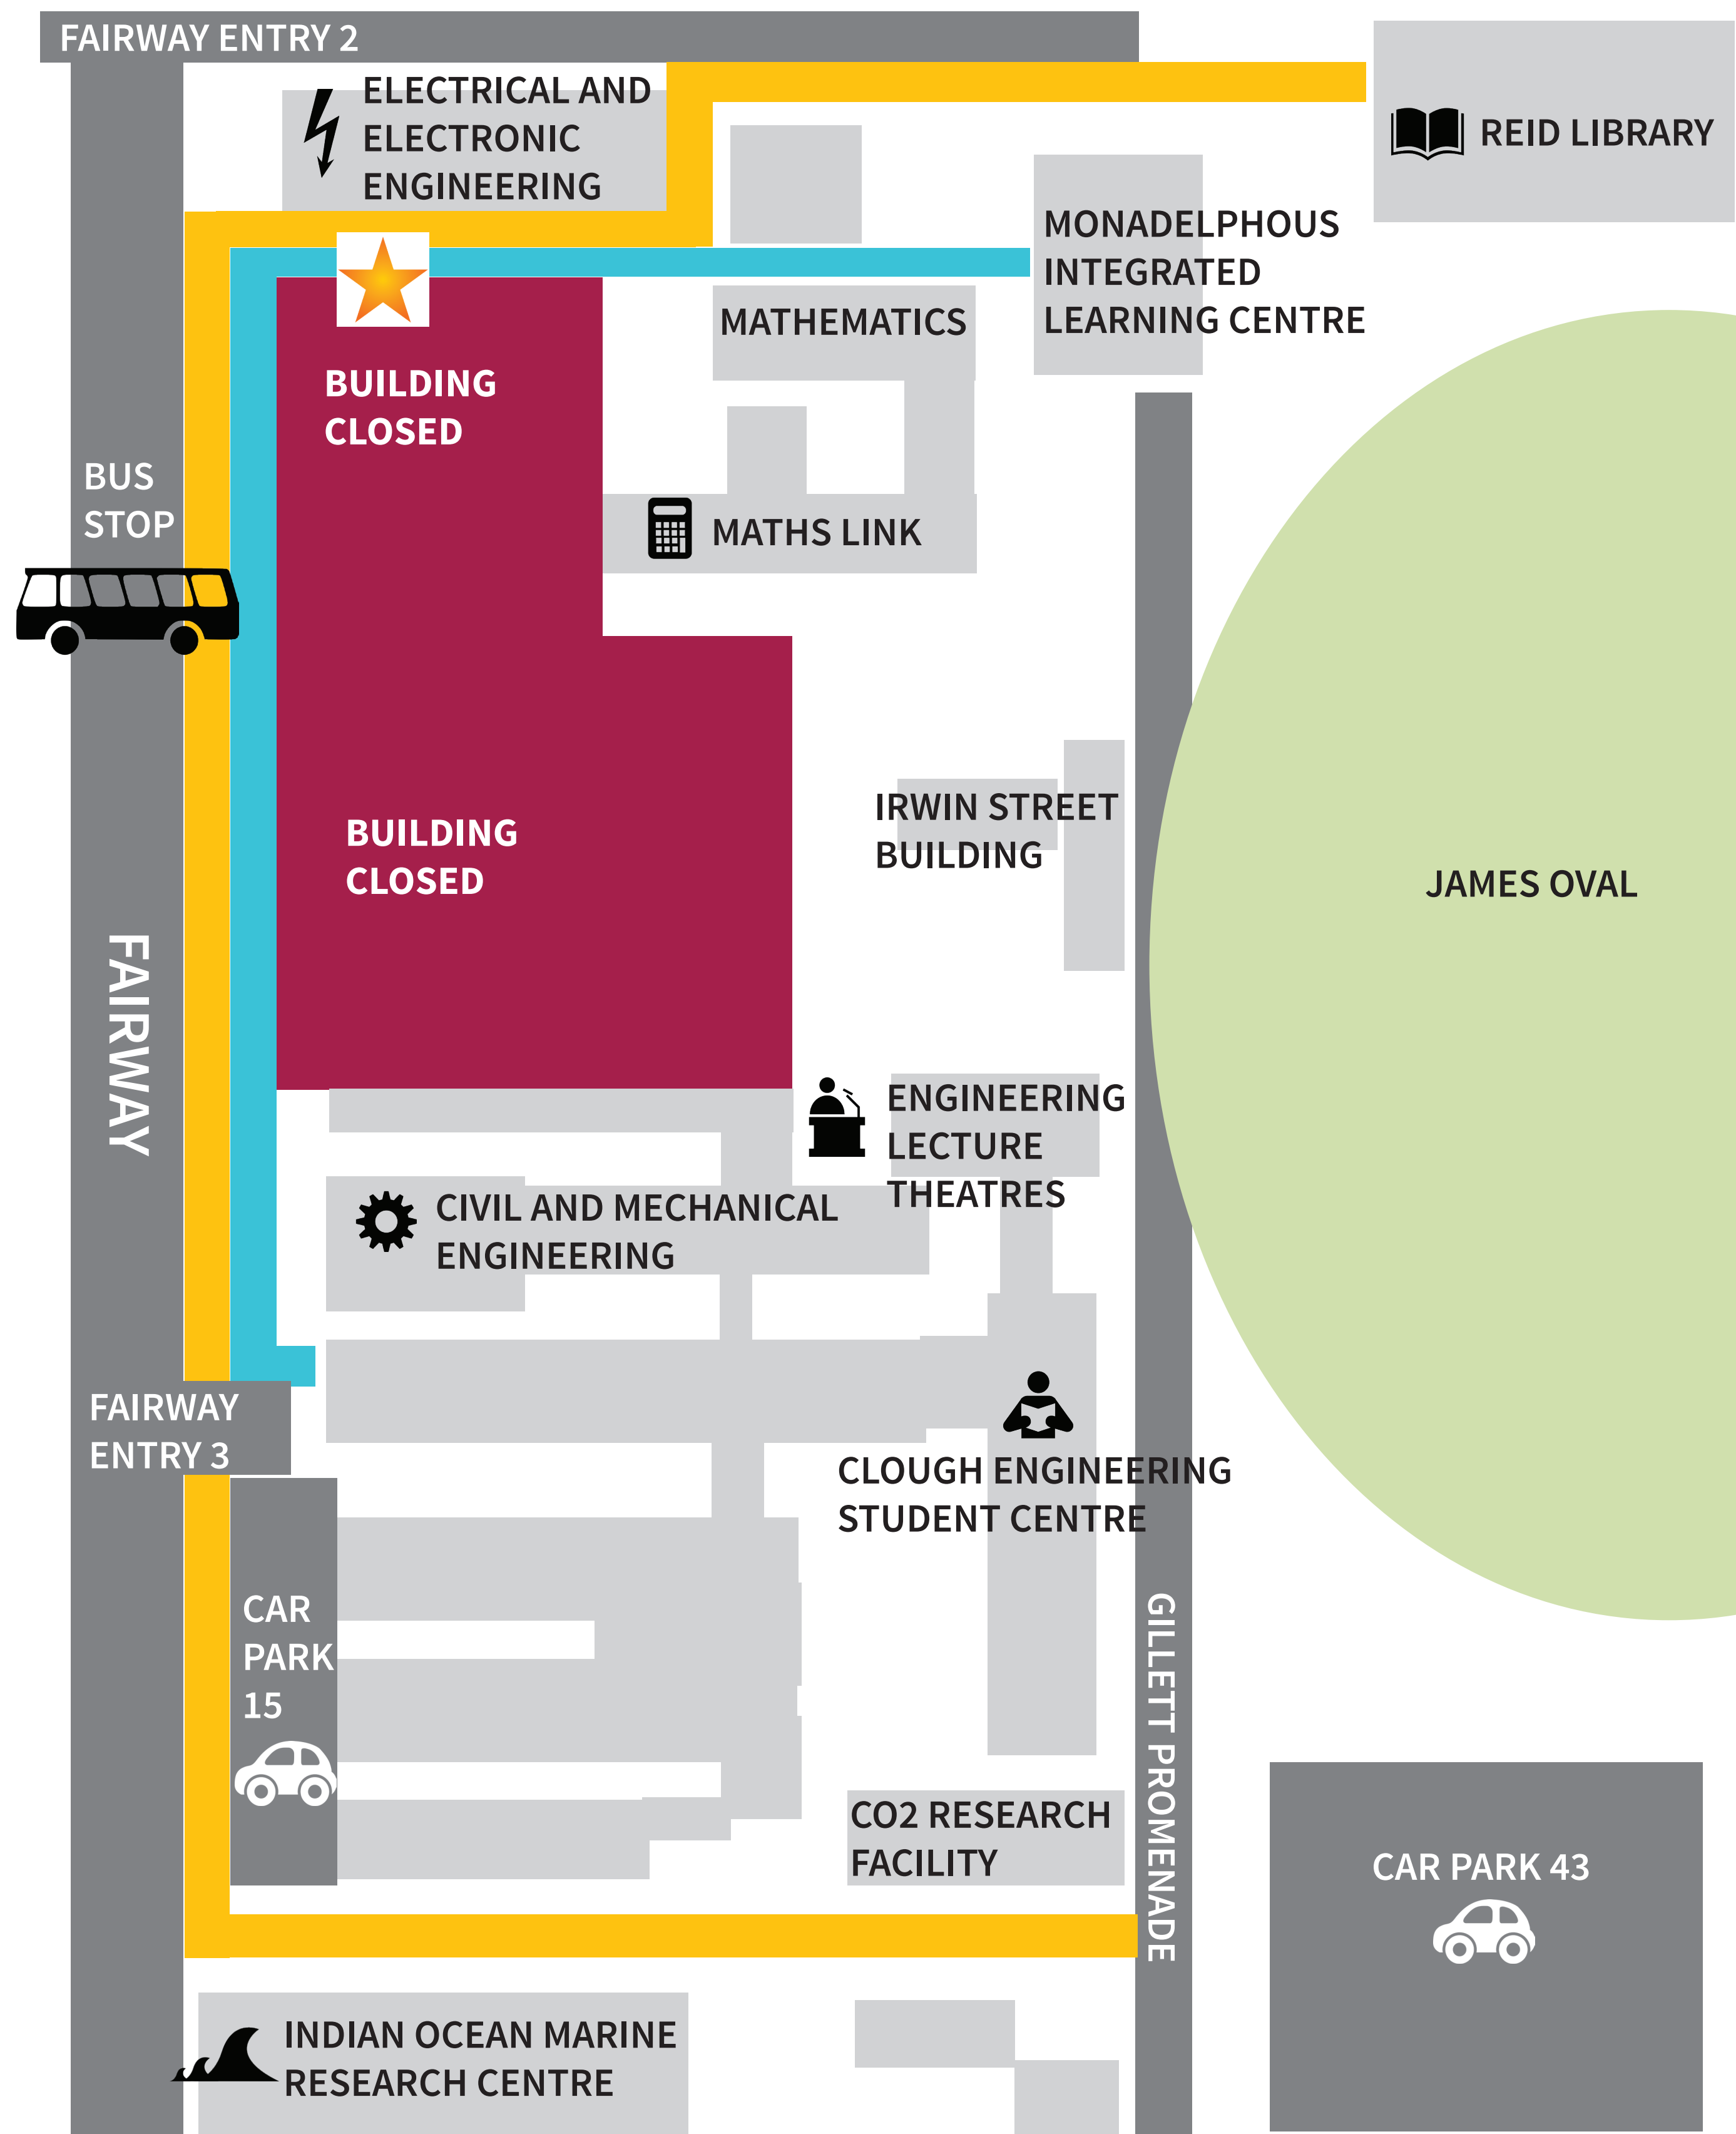 FAIRWAY ENTRY 2
ELECTRICAL AND
ELECTRONIC
ENGINEERING
REID LIBRARY
MONADELPHOUS
INTEGRATED
LEARNING CENTRE
MATHEMATICS
BUILDING
CLOSED
BUS
STOP
MATHS LINK
IRWIN STREET
BUILDING
BUILDING
CLOSED
JAMES OVAL
FAIRWAY
ENGINEERING
LECTURE
THEATRES
CIVIL AND MECHANICAL
ENGINEERING
FAIRWAY
ENTRY 3
CLOUGH ENGINEERING
STUDENT CENTRE
CAR
PARK
15
GILLETT PROMENADE
CO2 RESEARCH
FACILITY
CAR PARK 43
INDIAN OCEAN MARINE
RESEARCH CENTRE